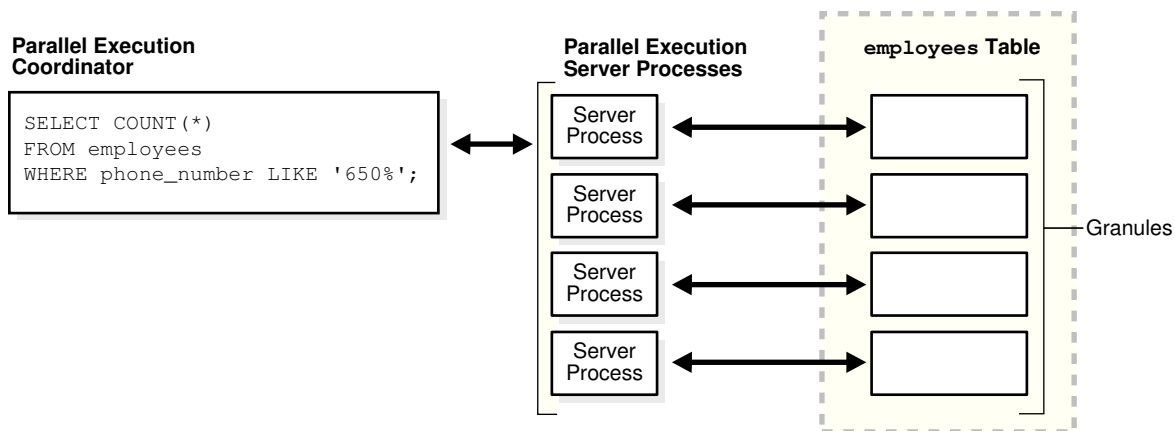 Parallel Execution
Coordinator
SELECT COUNT(*)
FROM employees
WHERE phone_number LIKE '650%';
Parallel Execution
Server Processes
Server
Process
Server
Process
Server
Process
Server
Process
employees Table
Granules